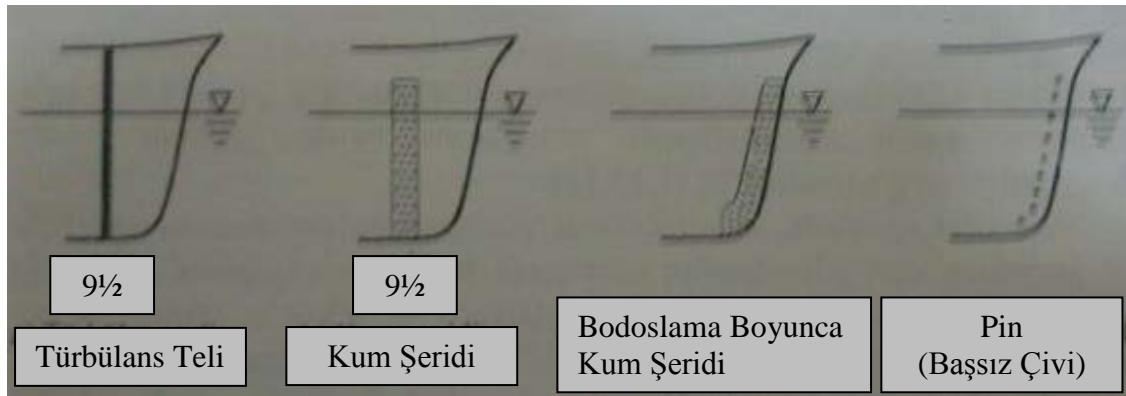 9½
9½
Türbülans Teli
Kum Şeridi
Bodoslama Boyunca
Kum Şeridi
Pin
(Başsız Çivi)